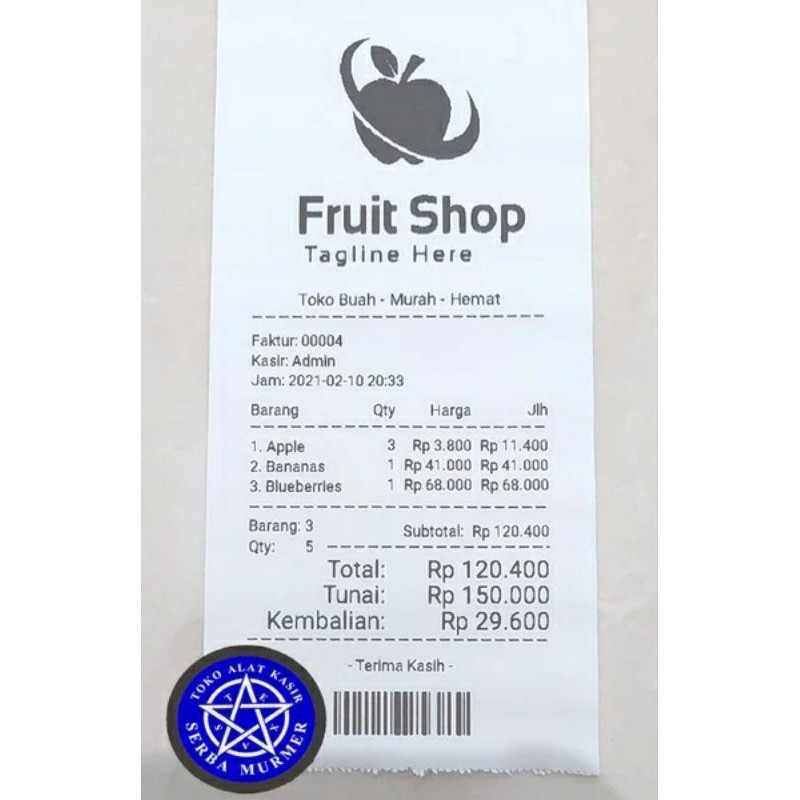 Fruit Shop
Tagline Here
Toko Buah - Murah - Hemat
Faktur: 00004
Kasir: Admin
Jam: 2021-02-10 20:33
Barang Qty Harga Jlh
1. Apple 3 Rp 3.800 Rp 11.400
2. Bananas 1 Rp 41.000 Rp 41.000
3. Blueberries 1 Rp 68.000 Rp 68.000
Barang: 3 Subtotal: Rp 120.400
Qty: 5
Total: Rp 120.400
Tunai: Rp 150.000
Kembalian: Rp 29.600
- Terima Kasih -
TOKO ALAT KASIR
T E X V S
SERBA MURMER